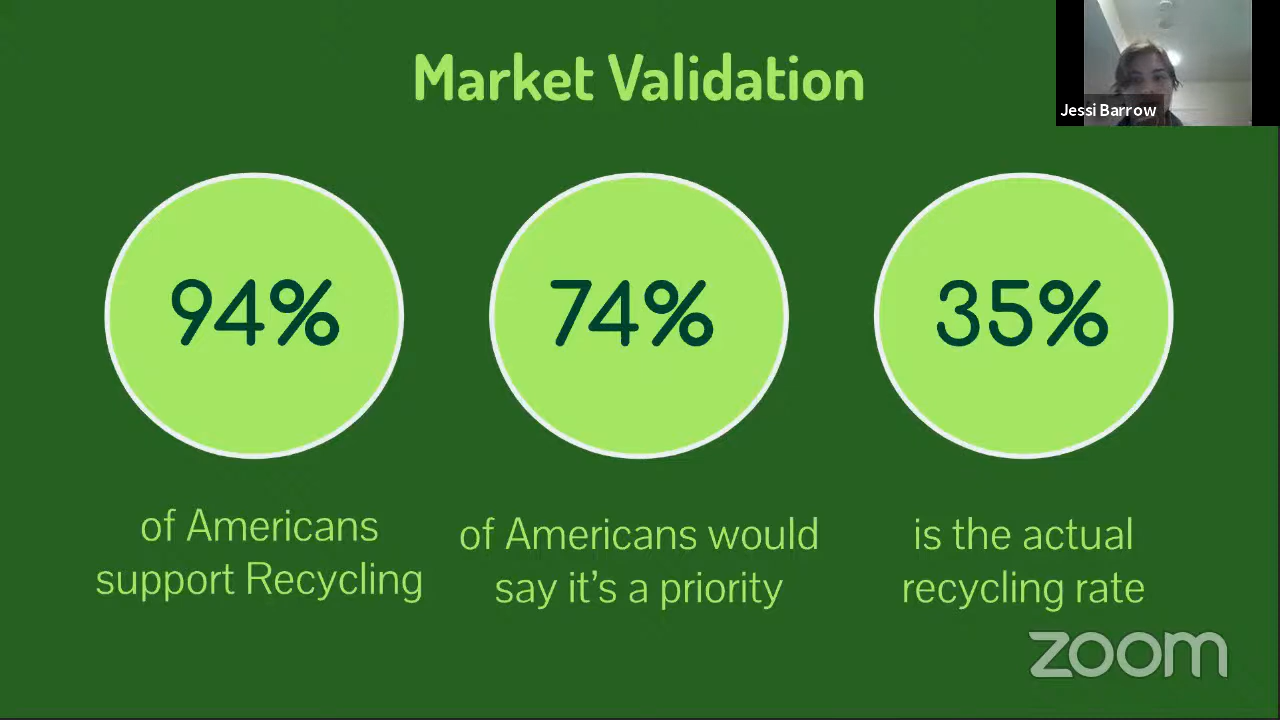 Market Validation
Jessi Barrow
94%
74%
35%
of Americans
support Recycling
of Americans would
say it's a priority
is the actual
recycling rate
zoom